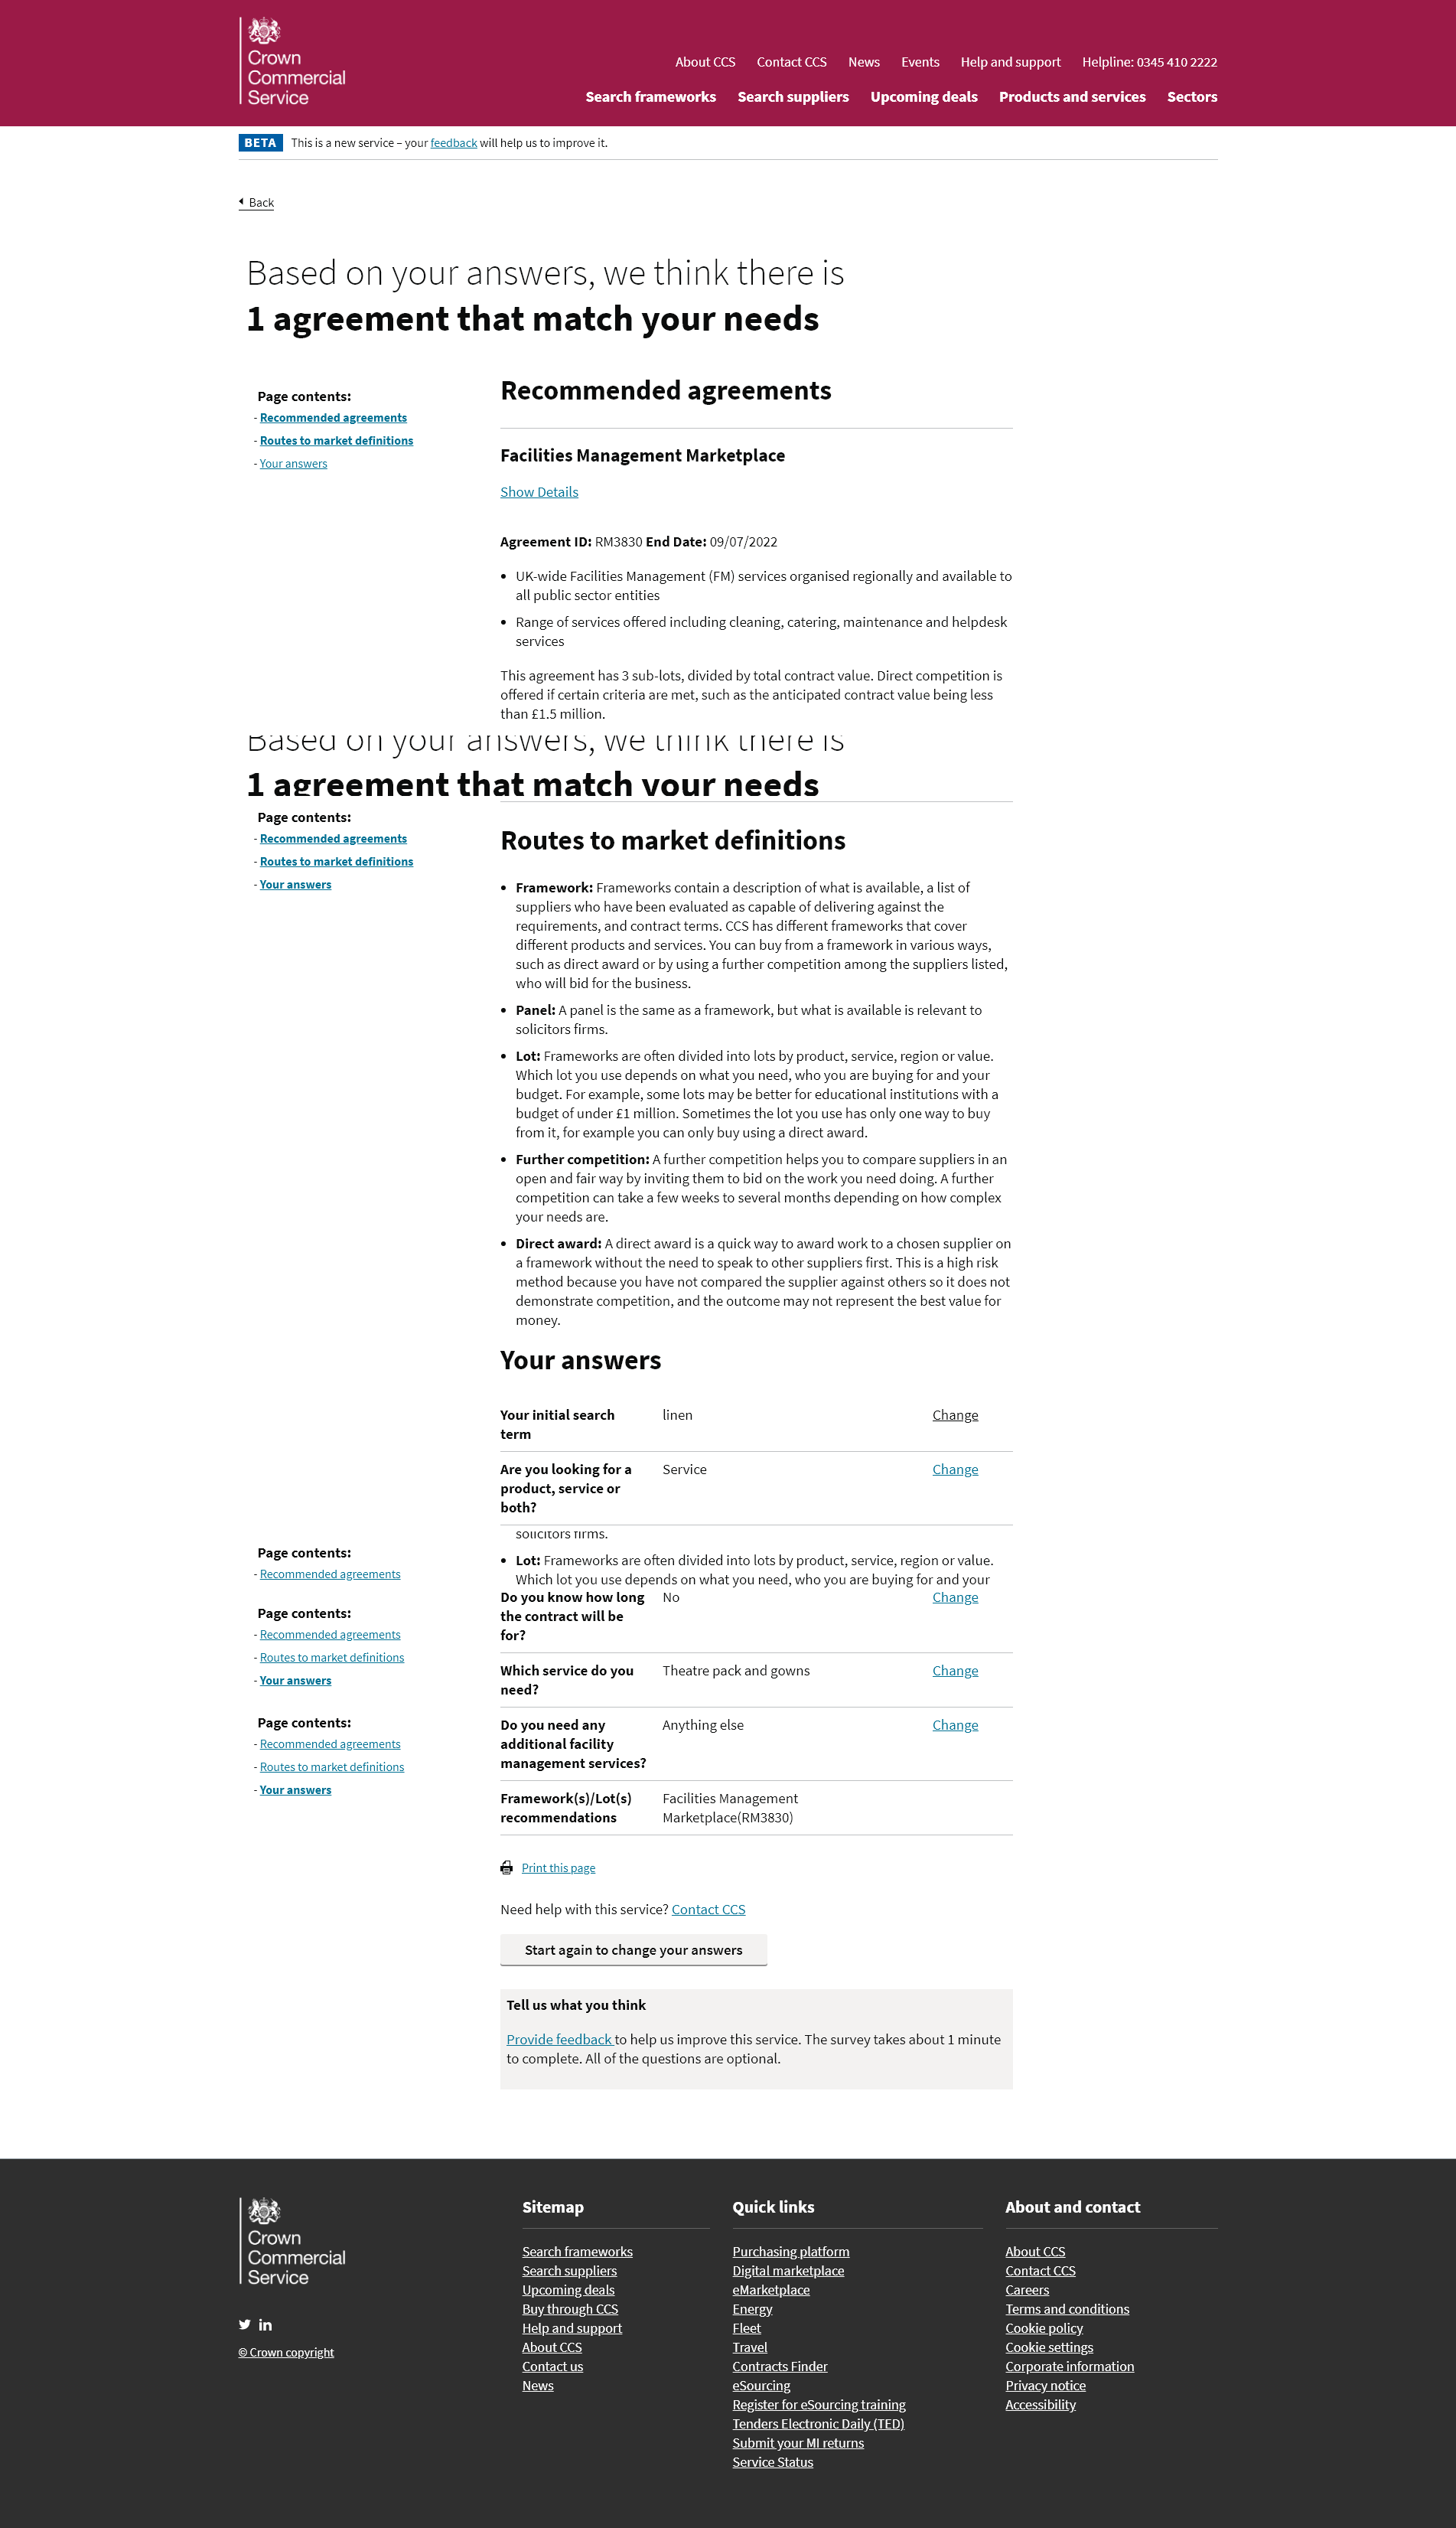 Crown
Commercial
Service
About CCS Contact CCS News Events Help and support Helpline: 0345 410 2222
Search frameworks Search suppliers Upcoming deals Products and services Sectors
BETA This is a new service – your feedback will help us to improve it.
Back
Based on your answers, we think there is
1 agreement that match your needs
Page contents:
- Recommended agreements
- Routes to market definitions
- Your answers
Recommended agreements
Facilities Management Marketplace
Show Details
Agreement ID: RM3830 End Date: 09/07/2022
• UK-wide Facilities Management (FM) services organised regionally and available to
all public sector entities
• Range of services offered including cleaning, catering, maintenance and helpdesk
services
This agreement has 3 sub-lots, divided by total contract value. Direct competition is
offered if certain criteria are met, such as the anticipated contract value being less
than £1.5 million.
Based on your answers, we think there is
1 agreement that match your needs
Page contents:
- Recommended agreements
- Routes to market definitions
- Your answers
Routes to market definitions
• Framework: Frameworks contain a description of what is available, a list of
suppliers who have been evaluated as capable of delivering against the
requirements, and contract terms. CCS has different frameworks that cover
different products and services. You can buy from a framework in various ways,
such as direct award or by using a further competition among the suppliers listed,
who will bid for the business.
• Panel: A panel is the same as a framework, but what is available is relevant to
solicitors firms.
• Lot: Frameworks are often divided into lots by product, service, region or value.
Which lot you use depends on what you need, who you are buying for and your
budget. For example, some lots may be better for educational institutions with a
budget of under £1 million. Sometimes the lot you use has only one way to buy
from it, for example you can only buy using a direct award.
• Further competition: A further competition helps you to compare suppliers in an
open and fair way by inviting them to bid on the work you need doing. A further
competition can take a few weeks to several months depending on how complex
your needs are.
• Direct award: A direct award is a quick way to award work to a chosen supplier on
a framework without the need to speak to other suppliers first. This is a high risk
method because you have not compared the supplier against others so it does not
demonstrate competition, and the outcome may not represent the best value for
money.
Your answers
Your initial search linen Change
term
Are you looking for a Service Change
product, service or
both?
solicitors firms.
• Lot: Frameworks are often divided into lots by product, service, region or value.
Which lot you use depends on what you need, who you are buying for and your
Page contents:
- Recommended agreements
Page contents:
- Recommended agreements
- Routes to market definitions
- Your answers
Page contents:
- Recommended agreements
- Routes to market definitions
- Your answers
Do you know how long No Change
the contract will be
for?
Which service do you Theatre pack and gowns Change
need?
Do you need any Anything else Change
additional facility
management services?
Framework(s)/Lot(s) Facilities Management
recommendations Marketplace(RM3830)
Print this page
Need help with this service? Contact CCS
Start again to change your answers
Tell us what you think
Provide feedback to help us improve this service. The survey takes about 1 minute
to complete. All of the questions are optional.
Crown
Commercial
Service
© Crown copyright
Sitemap
Search frameworks
Search suppliers
Upcoming deals
Buy through CCS
Help and support
About CCS
Contact us
News
Quick links
Purchasing platform
Digital marketplace
eMarketplace
Energy
Fleet
Travel
Contracts Finder
eSourcing
Register for eSourcing training
Tenders Electronic Daily (TED)
Submit your MI returns
Service Status
About and contact
About CCS
Contact CCS
Careers
Terms and conditions
Cookie policy
Cookie settings
Corporate information
Privacy notice
Accessibility